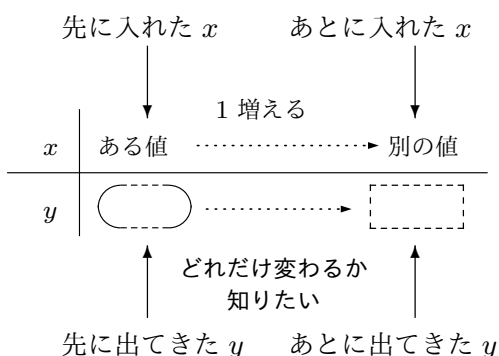 先に入れた x あとに入れた x
1 増える
x ある値 別の値
y
どれだけ変わるか
知りたい
先に出てきた y あとに出てきた y